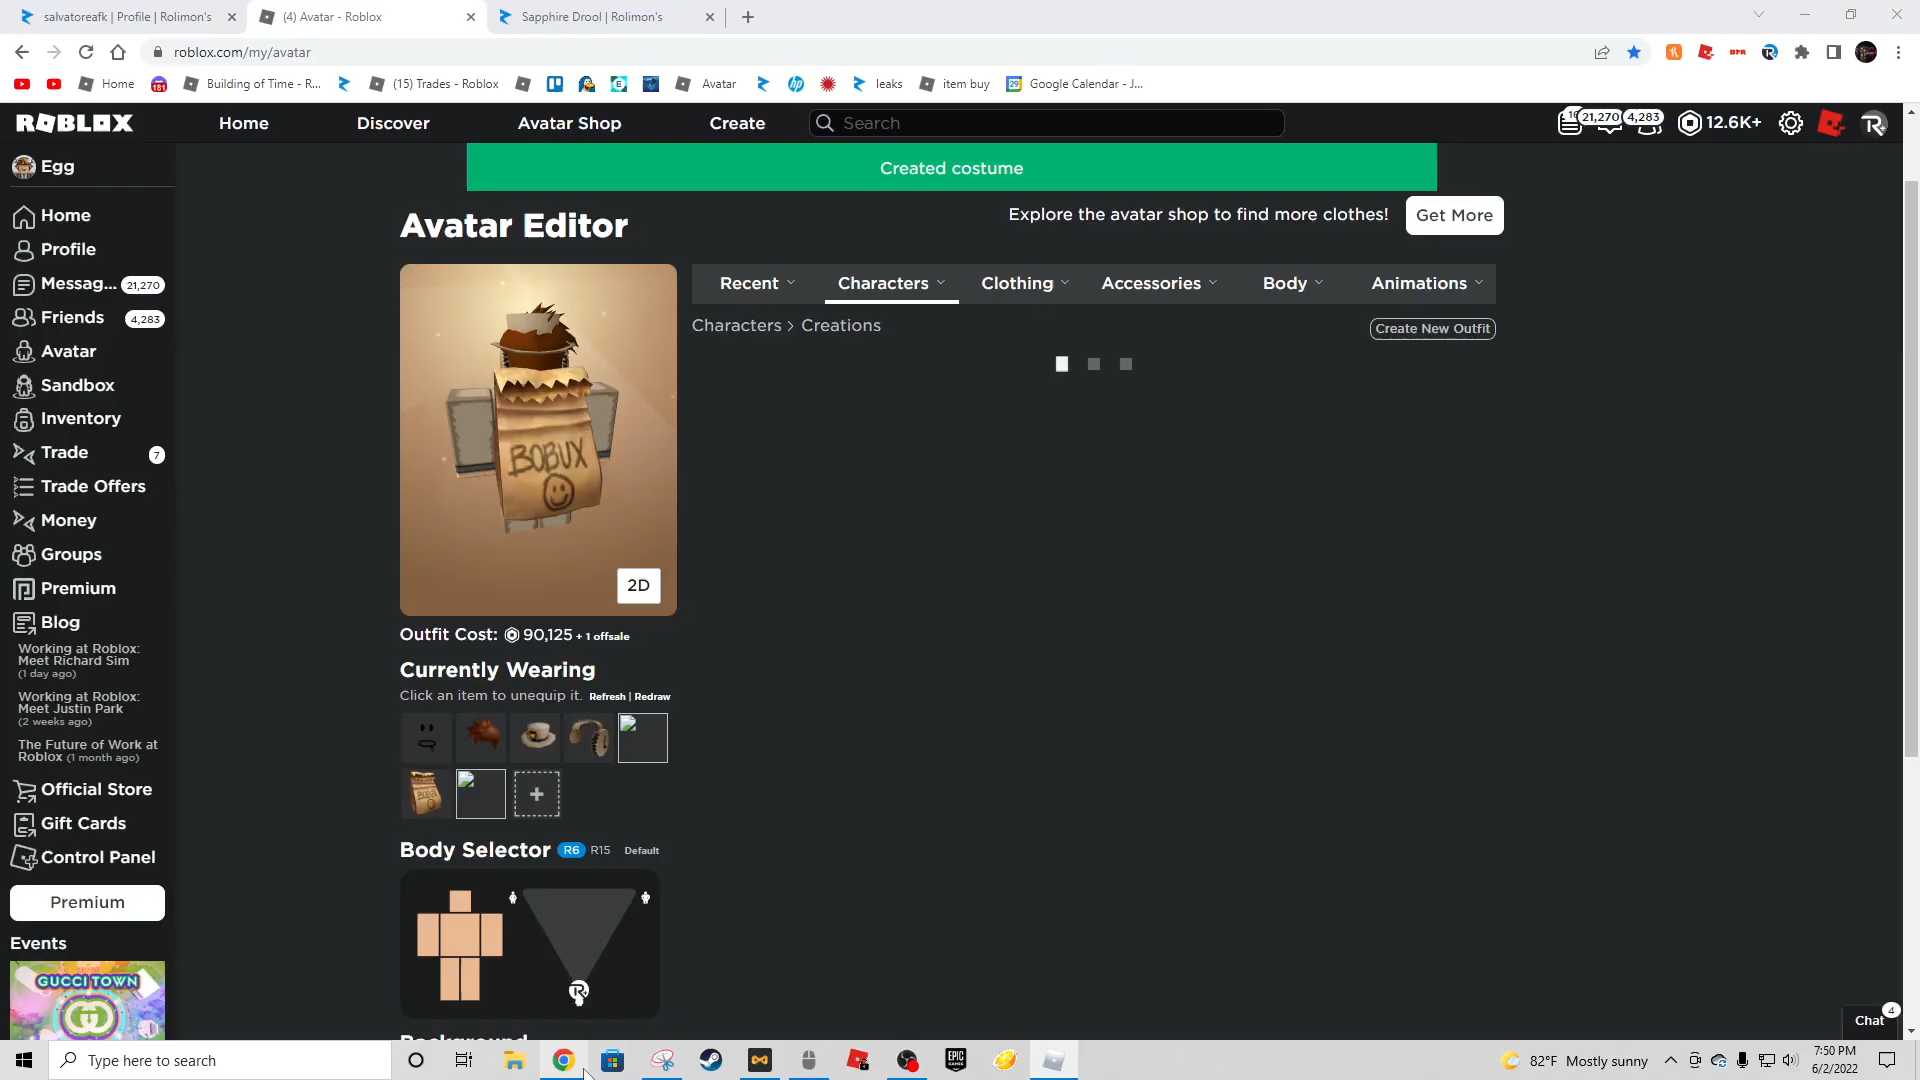 salvatoreafk | Profile | Rolimon's
(4) Avatar - Roblox
Sapphire Drool | Rolimon's
roblox.com/my/avatar
181
Home
Building of Time - R...
(15) Trades - Roblox
Avatar
leaks
item buy
29
Google Calendar - J...
ROBLOX
Home
Discover
Avatar Shop
Create
Search
21,270
4,283
12.6K+
Created costume
Egg
Home
Profile
Messag... 21,270
Friends 4,283
Avatar
Sandbox
Inventory
Trade 7
Trade Offers
Money
Groups
Premium
Blog
Working at Roblox:
Meet Richard Sim
(1 day ago)
Working at Roblox:
Meet Justin Park
(2 weeks ago)
The Future of Work at
Roblox (1 month ago)
Official Store
Gift Cards
Control Panel
Premium
Events
GUCCI TOWN
Avatar Editor
Explore the avatar shop to find more clothes!
Get More
Recent
Characters
Clothing
Accessories
Body
Animations
Characters > Creations
Create New Outfit
BOBUX
2D
Outfit Cost: 90,125 + 1 offsale
Currently Wearing
Click an item to unequip it. Refresh | Redraw
Body Selector R6 R15 Default
Background
Chat 4
Type here to search
EPIC GAMES
82°F Mostly sunny
7:50 PM
6/2/2022